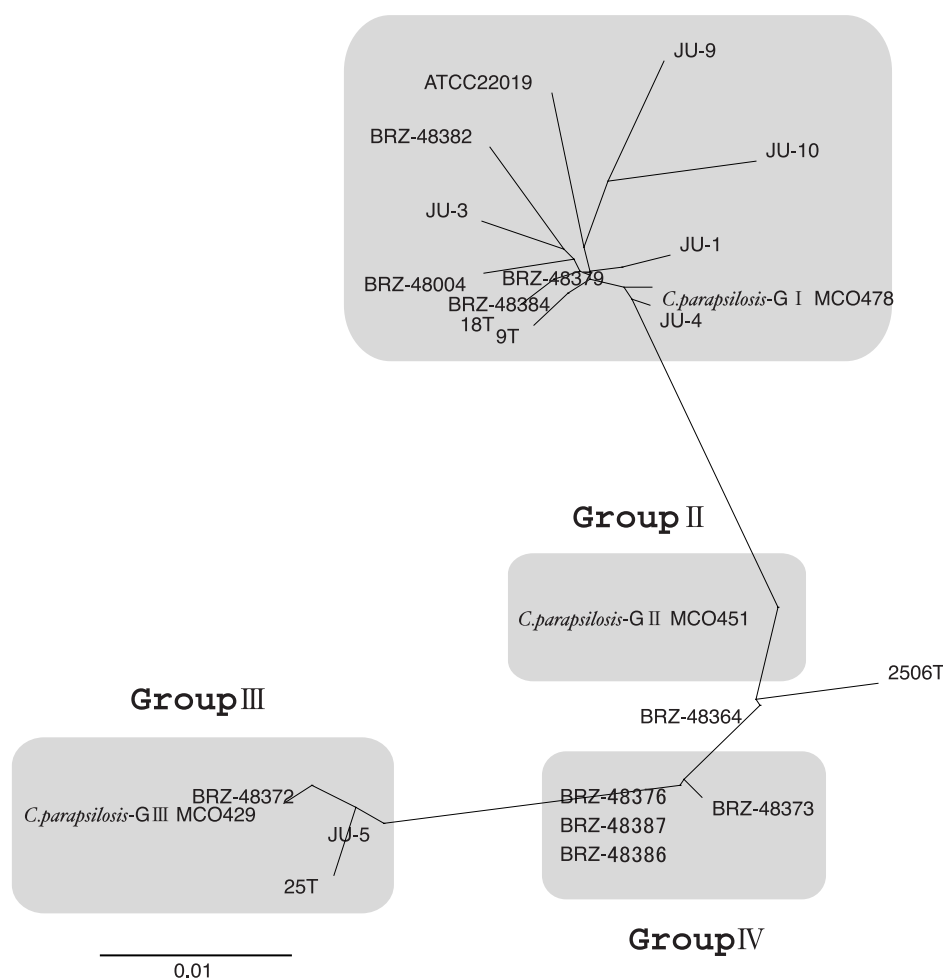 JU-9
ATCC22019
BRZ-48382
JU-10
JU-3
JU-1
BRZ-48004
BRZ-48379
C.parapsilosis-G Ⅰ MCO478
BRZ-48384
JU-4
18T
9T
Group Ⅱ
C.parapsilosis-G Ⅱ MCO451
2506T
Group Ⅲ
BRZ-48364
BRZ-48372
BRZ-48376
BRZ-48373
C.parapsilosis-G Ⅲ MCO429
BRZ-48387
JU-5
BRZ-48386
25T
Group Ⅳ
0.01